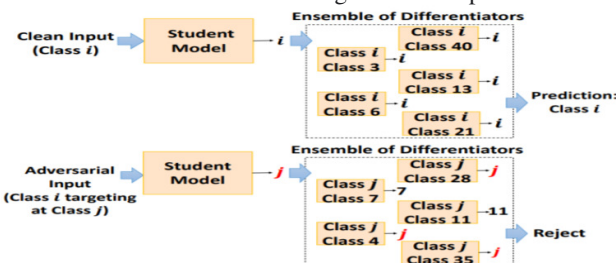 Ensemble of Differentiators
Clean Input
(Class i)
Student
Model
i
Class i
Class 40
i
Class i
Class 3
i
Class i
Class 13
i
Class i
Class 6
i
Class i
Class 21
i
Prediction:
Class i
Ensemble of Differentiators
Adversarial
Input
(Class i targeting
at Class j)
Student
Model
j
Class j
Class 28
j
Class j
Class 7
7
Class j
Class 11
11
Class j
Class 4
j
Class j
Class 35
j
Reject